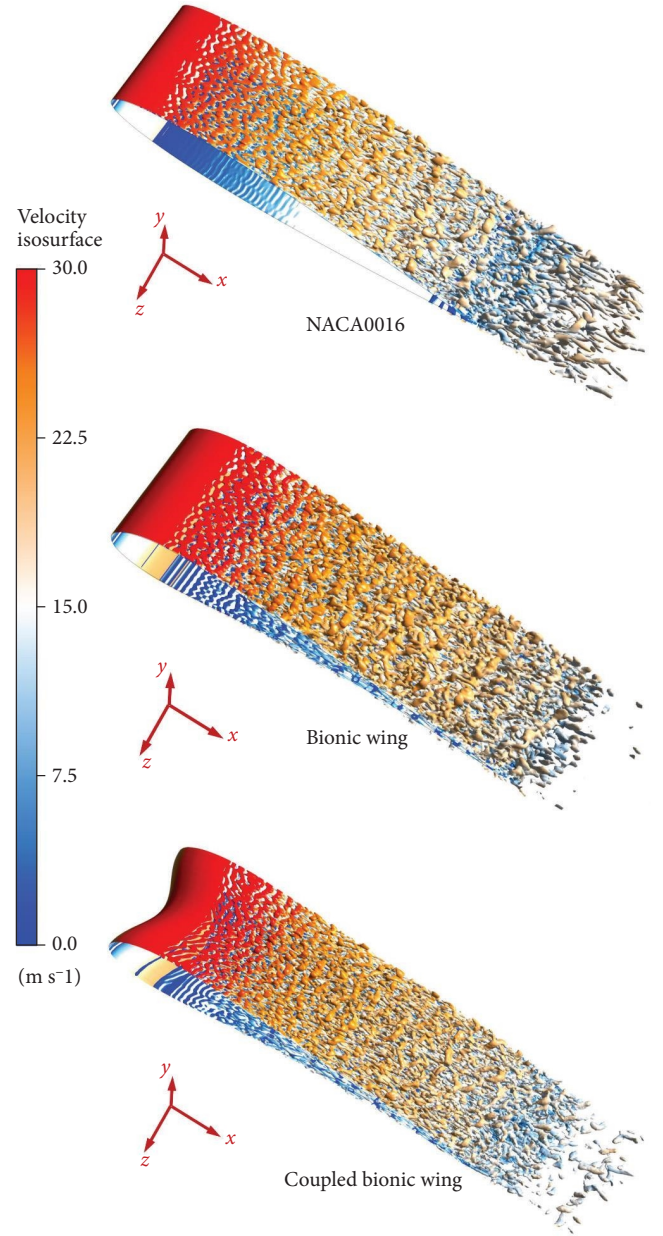 Velocity
isosurface
30.0
22.5
15.0
7.5
0.0
(m s⁻1)
y
x
z
NACA0016
y
x
z
Bionic wing
y
x
z
Coupled bionic wing